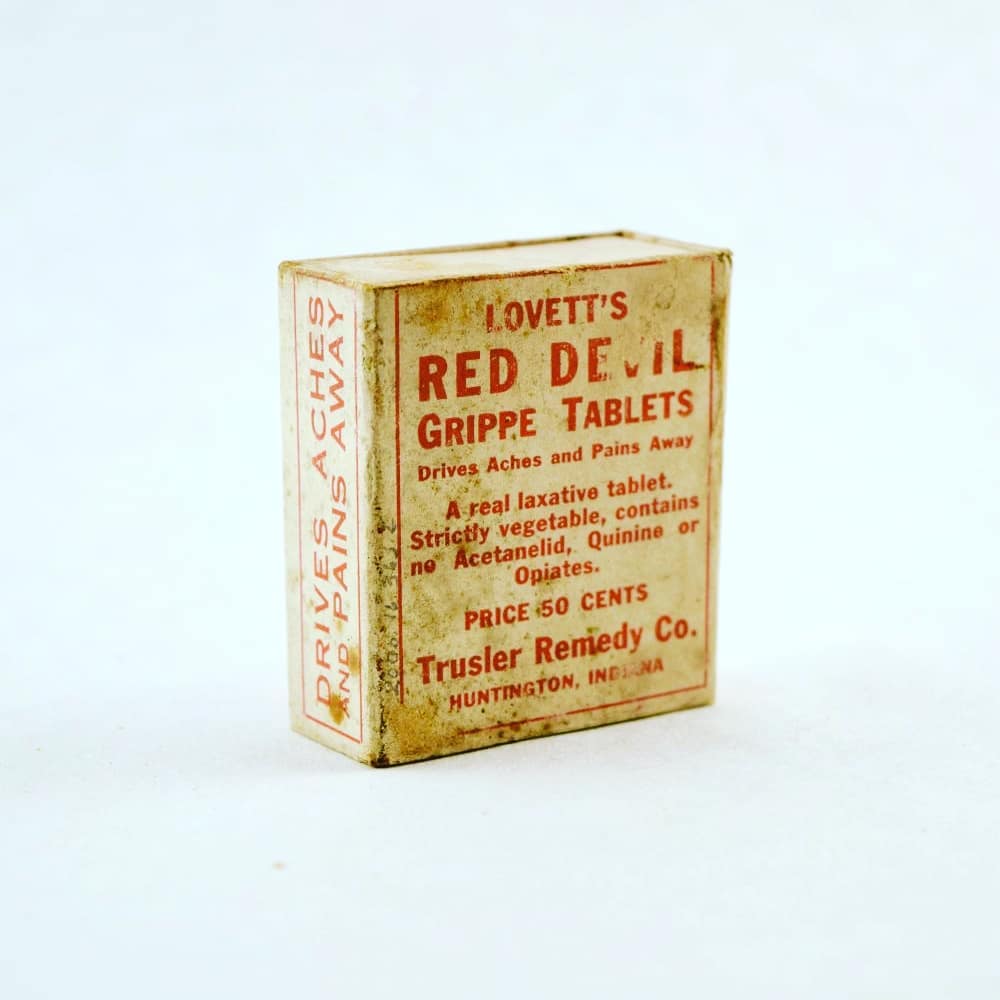 LOVETT'S
RED DEVIL
GRIPPE TABLETS
Drives Aches and Pains Away
A real laxative tablet.
Strictly vegetable, contains
no Acetanelid, Quinine or
Opiates.
PRICE 50 CENTS
Trusler Remedy Co.
HUNTINGTON, INDIANA
DRIVES ACHES
AND PAINS AWAY